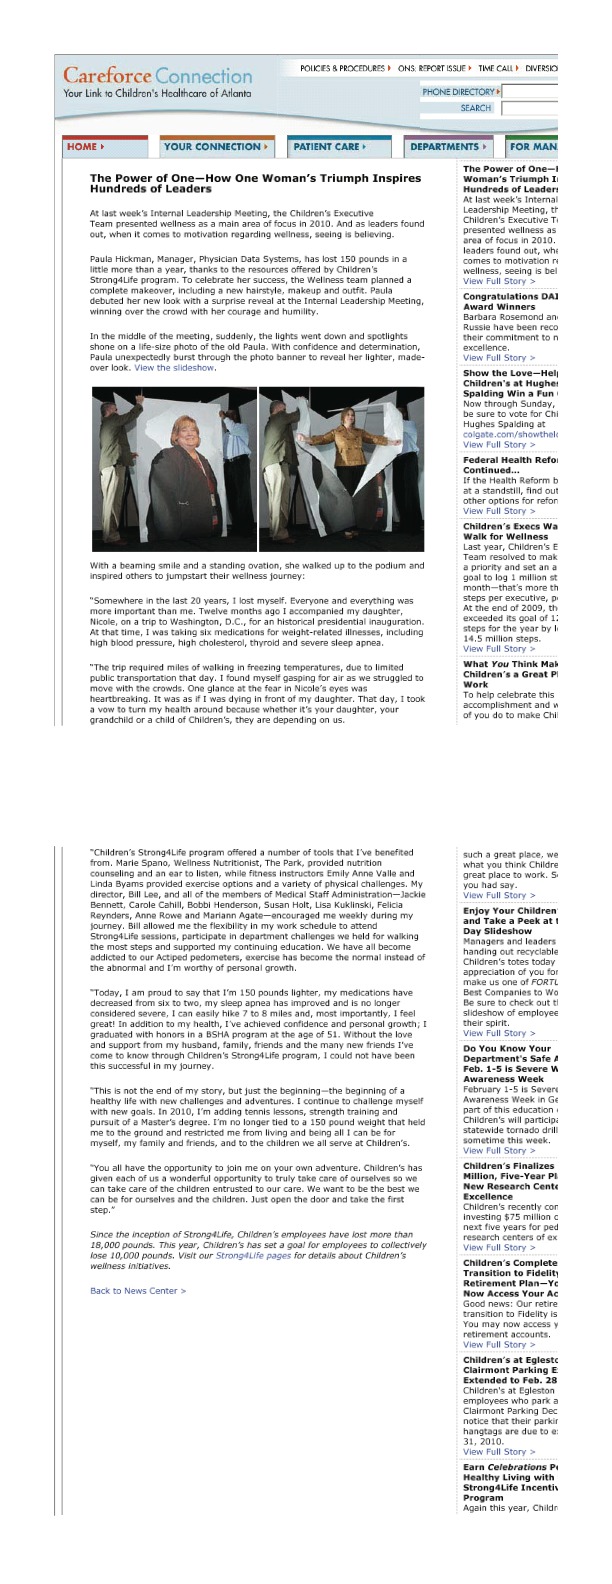 Careforce Connection
Your Link to Children's Healthcare of Atlanta
POLICIES & PROCEDURES
ONS: REPORT ISSUE
TIME CALL
DIVERSIO
PHONE DIRECTORY
SEARCH
HOME
YOUR CONNECTION
PATIENT CARE
DEPARTMENTS
FOR MAN
The Power of One—How One Woman's Triumph Inspires
Hundreds of Leaders
At last week's Internal Leadership Meeting, the Children's Executive
Team presented wellness as a main area of focus in 2010. And as leaders found
out, when it comes to motivation regarding wellness, seeing is believing.
Paula Hickman, Manager, Physician Data Systems, has lost 150 pounds in a
little more than a year, thanks to the resources offered by Children's
Strong4Life program. To celebrate her success, the Wellness team planned a
complete makeover, including a new hairstyle, makeup and outfit. Paula
debuted her new look with a surprise reveal at the Internal Leadership Meeting,
winning over the crowd with her courage and humility.
In the middle of the meeting, suddenly, the lights went down and spotlights
shone on a life-size photo of the old Paula. With confidence and determination,
Paula unexpectedly burst through the photo banner to reveal her lighter, made-
over look. View the slideshow.
With a beaming smile and a standing ovation, she walked up to the podium and
inspired others to jumpstart their wellness journey:
"Somewhere in the last 20 years, I lost myself. Everyone and everything was
more important than me. Twelve months ago I accompanied my daughter,
Nicole, on a trip to Washington, D.C., for an historical presidential inauguration.
At that time, I was taking six medications for weight-related illnesses, including
high blood pressure, high cholesterol, thyroid and severe sleep apnea.
"The trip required miles of walking in freezing temperatures, due to limited
public transportation that day. I found myself gasping for air as we struggled to
move with the crowds. One glance at the fear in Nicole's eyes was
heartbreaking. It was as if I was dying in front of my daughter. That day, I took
a vow to turn my health around because whether it's your daughter, your
grandchild or a child of Children's, they are depending on us.
The Power of One—H
Woman's Triumph In
Hundreds of Leaders
At last week's Internal
Leadership Meeting, th
Children's Executive T
presented wellness as
area of focus in 2010.
leaders found out, whe
comes to motivation re
wellness, seeing is bel
View Full Story >
Congratulations DAI
Award Winners
Barbara Rosemond an
Russie have been reco
their commitment to n
excellence.
View Full Story >
Show the Love—Help
Children's at Hughes
Spalding Win a Fun
Now through Sunday,
be sure to vote for Chi
Hughes Spalding at
colgate.com/showthelo
View Full Story >
Federal Health Refor
Continued...
If the Health Reform b
at a standstill, find out
other options for refor
View Full Story >
Children's Execs Wa
Walk for Wellness
Last year, Children's E
Team resolved to mak
a priority and set an a
goal to log 1 million st
month—that's more th
steps per executive, p
At the end of 2009, th
exceeded its goal of 12
steps for the year by l
14.5 million steps.
View Full Story >
What You Think Mak
Children's a Great Pl
Work
To help celebrate this
accomplishment and w
of you do to make Chi
"Children's Strong4Life program offered a number of tools that I've benefited
from. Marie Spano, Wellness Nutritionist, The Park, provided nutrition
counseling and an ear to listen, while fitness instructors Emily Anne Valle and
Linda Byams provided exercise options and a variety of physical challenges. My
director, Bill Lee, and all of the members of Medical Staff Administration—Jackie
Bennett, Carole Cahill, Bobbi Henderson, Susan Holt, Lisa Kuklinski, Felicia
Reynders, Anne Rowe and Mariann Agate—encouraged me weekly during my
journey. Bill allowed me the flexibility in my work schedule to attend
Strong4Life sessions, participate in department challenges we held for walking
the most steps and supported my continuing education. We have all become
addicted to our Actiped pedometers, exercise has become the normal instead of
the abnormal and I'm worthy of personal growth.
"Today, I am proud to say that I'm 150 pounds lighter, my medications have
decreased from six to two, my sleep apnea has improved and is no longer
considered severe, I can easily hike 7 to 8 miles and, most importantly, I feel
great! In addition to my health, I've achieved confidence and personal growth; I
graduated with honors in a BSHA program at the age of 51. Without the love
and support from my husband, family, friends and the many new friends I've
come to know through Children's Strong4Life program, I could not have been
this successful in my journey.
"This is not the end of my story, but just the beginning—the beginning of a
healthy life with new challenges and adventures. I continue to challenge myself
with new goals. In 2010, I'm adding tennis lessons, strength training and
pursuit of a Master's degree. I'm no longer tied to a 150 pound weight that held
me to the ground and restricted me from living and being all I can be for
myself, my family and friends, and to the children we all serve at Children's.
"You all have the opportunity to join me on your own adventure. Children's has
given each of us a wonderful opportunity to truly take care of ourselves so we
can take care of the children entrusted to our care. We want to be the best we
can be for ourselves and the children. Just open the door and take the first
step."
Since the inception of Strong4Life, Children's employees have lost more than
18,000 pounds. This year, Children's has set a goal for employees to collectively
lose 10,000 pounds. Visit our Strong4Life pages for details about Children's
wellness initiatives.
Back to News Center >
such a great place, we
what you think Childre
great place to work. Se
you had say.
View Full Story >
Enjoy Your Children'
and Take a Peek at t
Day Slideshow
Managers and leaders
handing out recyclable
Children's totes today
appreciation of you for
make us one of FORTU
Best Companies to Wo
Be sure to check out th
slideshow of employee
their spirit.
View Full Story >
Do You Know Your
Department's Safe A
Feb. 1-5 is Severe W
Awareness Week
February 1-5 is Severe
Awareness Week in Ge
part of this education
Children's will participa
statewide tornado drill
sometime this week.
View Full Story >
Children's Finalizes
Million, Five-Year Pl
New Research Cente
Excellence
Children's recently con
investing $75 million o
next five years for ped
research centers of ex
View Full Story >
Children's Complete
Transition to Fidelity
Retirement Plan—Yo
Now Access Your Ac
Good news: Our retire
transition to Fidelity is
You may now access y
retirement accounts.
View Full Story >
Children's at Eglesto
Clairmont Parking E
Extended to Feb. 28
Children's at Egleston
employees who park a
Clairmont Parking Dec
notice that their parkin
hangtags are due to e
31, 2010.
View Full Story >
Earn Celebrations Po
Healthy Living with
Strong4Life Incentiv
Program
Again this year, Childr